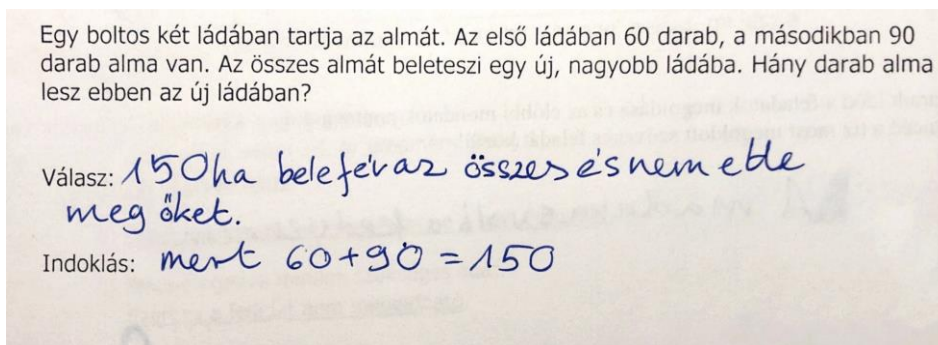 Egy boltos két ládában tartja az almát. Az első ládában 60 darab, a másodikban 90
darab alma van. Az összes almát beleteszi egy új, nagyobb ládába. Hány darab alma
lesz ebben az új ládában?
Válasz: 150 ha belefér az összes és nem ette
meg őket.
Indoklás: mert 60+90=150